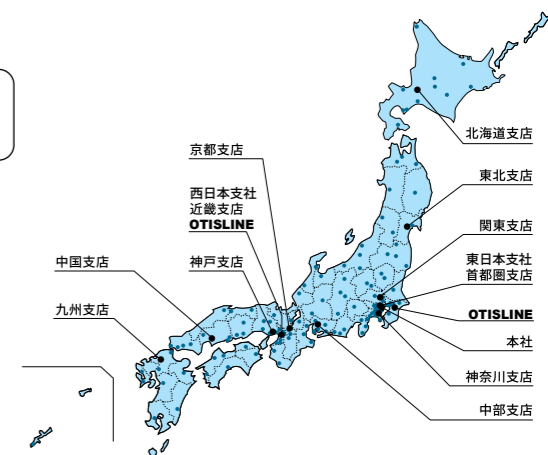 京都支店
西日本支社
近畿支店
OTISLINE
中国支店
神戸支店
九州支店
北海道支店
東北支店
関東支店
東日本支社
首都圏支店
OTISLINE
本社
神奈川支店
中部支店